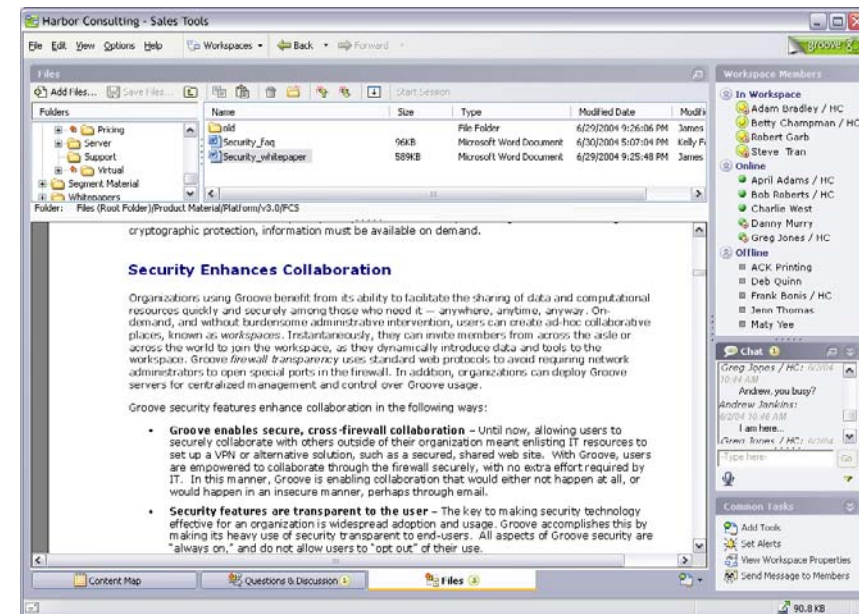 Harbor Consulting - Sales Tools
File Edit View Options Help Workspaces Back Forward
groove
Files
Add Files... Save Files... Start Session
Folders
Name Size Type Modified Date Modifi
Pricing
Server
Support
Virtual
Segment Material
Whitepapers
old File Folder 6/29/2004 9:26:06 PM James
Security_faq 96KB Microsoft Word Document 6/30/2004 5:07:04 PM Kelly F
Security_whitepaper 589KB Microsoft Word Document 6/29/2004 9:25:48 PM James
Folder: Files (Root Folder)/Product Material/Platform/v3.0/FCS
cryptographic protection, information must be available on demand.
Security Enhances Collaboration
Organizations using Groove benefit from its ability to facilitate the sharing of data and computational
resources quickly and securely among those who need it — anywhere, anytime, anyway. On-
demand, and without burdensome administrative intervention, users can create ad-hoc collaborative
places, known as workspaces. Instantaneously, they can invite members from across the aisle or
across the world to join the workspace, as they dynamically introduce data and tools to the
workspace. Groove firewall transparency uses standard web protocols to avoid requiring network
administrators to open special ports in the firewall. In addition, organizations can deploy Groove
servers for centralized management and control over Groove usage.
Groove security features enhance collaboration in the following ways:
• Groove enables secure, cross-firewall collaboration – Until now, allowing users to
securely collaborate with others outside of their organization meant enlisting IT resources to
set up a VPN or alternative solution, such as a secured, shared web site. With Groove, users
are empowered to collaborate through the firewall securely, with no extra effort required by
IT. In this manner, Groove is enabling collaboration that would either not happen at all, or
would happen in an insecure manner, perhaps through email.
• Security features are transparent to the user – The key to making security technology
effective for an organization is widespread adoption and usage. Groove accomplishes this by
making its heavy use of security transparent to end-users. All aspects of Groove security are
"always on," and do not allow users to "opt out" of their use.
Content Map Questions & Discussion Files
Workspace Members
In Workspace
Adam Bradley / HC
Betty Champman / HC
Robert Garb
Steve Tran
Online
April Adams / HC
Bob Roberts / HC
Charlie West
Danny Murry
Greg Jones / HC
Offline
ACK Printing
Deb Quinn
Frank Bonis / HC
Jenn Thomas
Maty Yee
Chat
Greg Jones / HC:
10:44 AM
Andrew, you busy?
Andrew Jankins:
6/2/04 10:46 AM
I am here...
Greg Jones / HC:
-Type here- Go
Common Tasks
Add Tools
Set Alerts
View Workspace Properties
Send Message to Members
90.8 KB